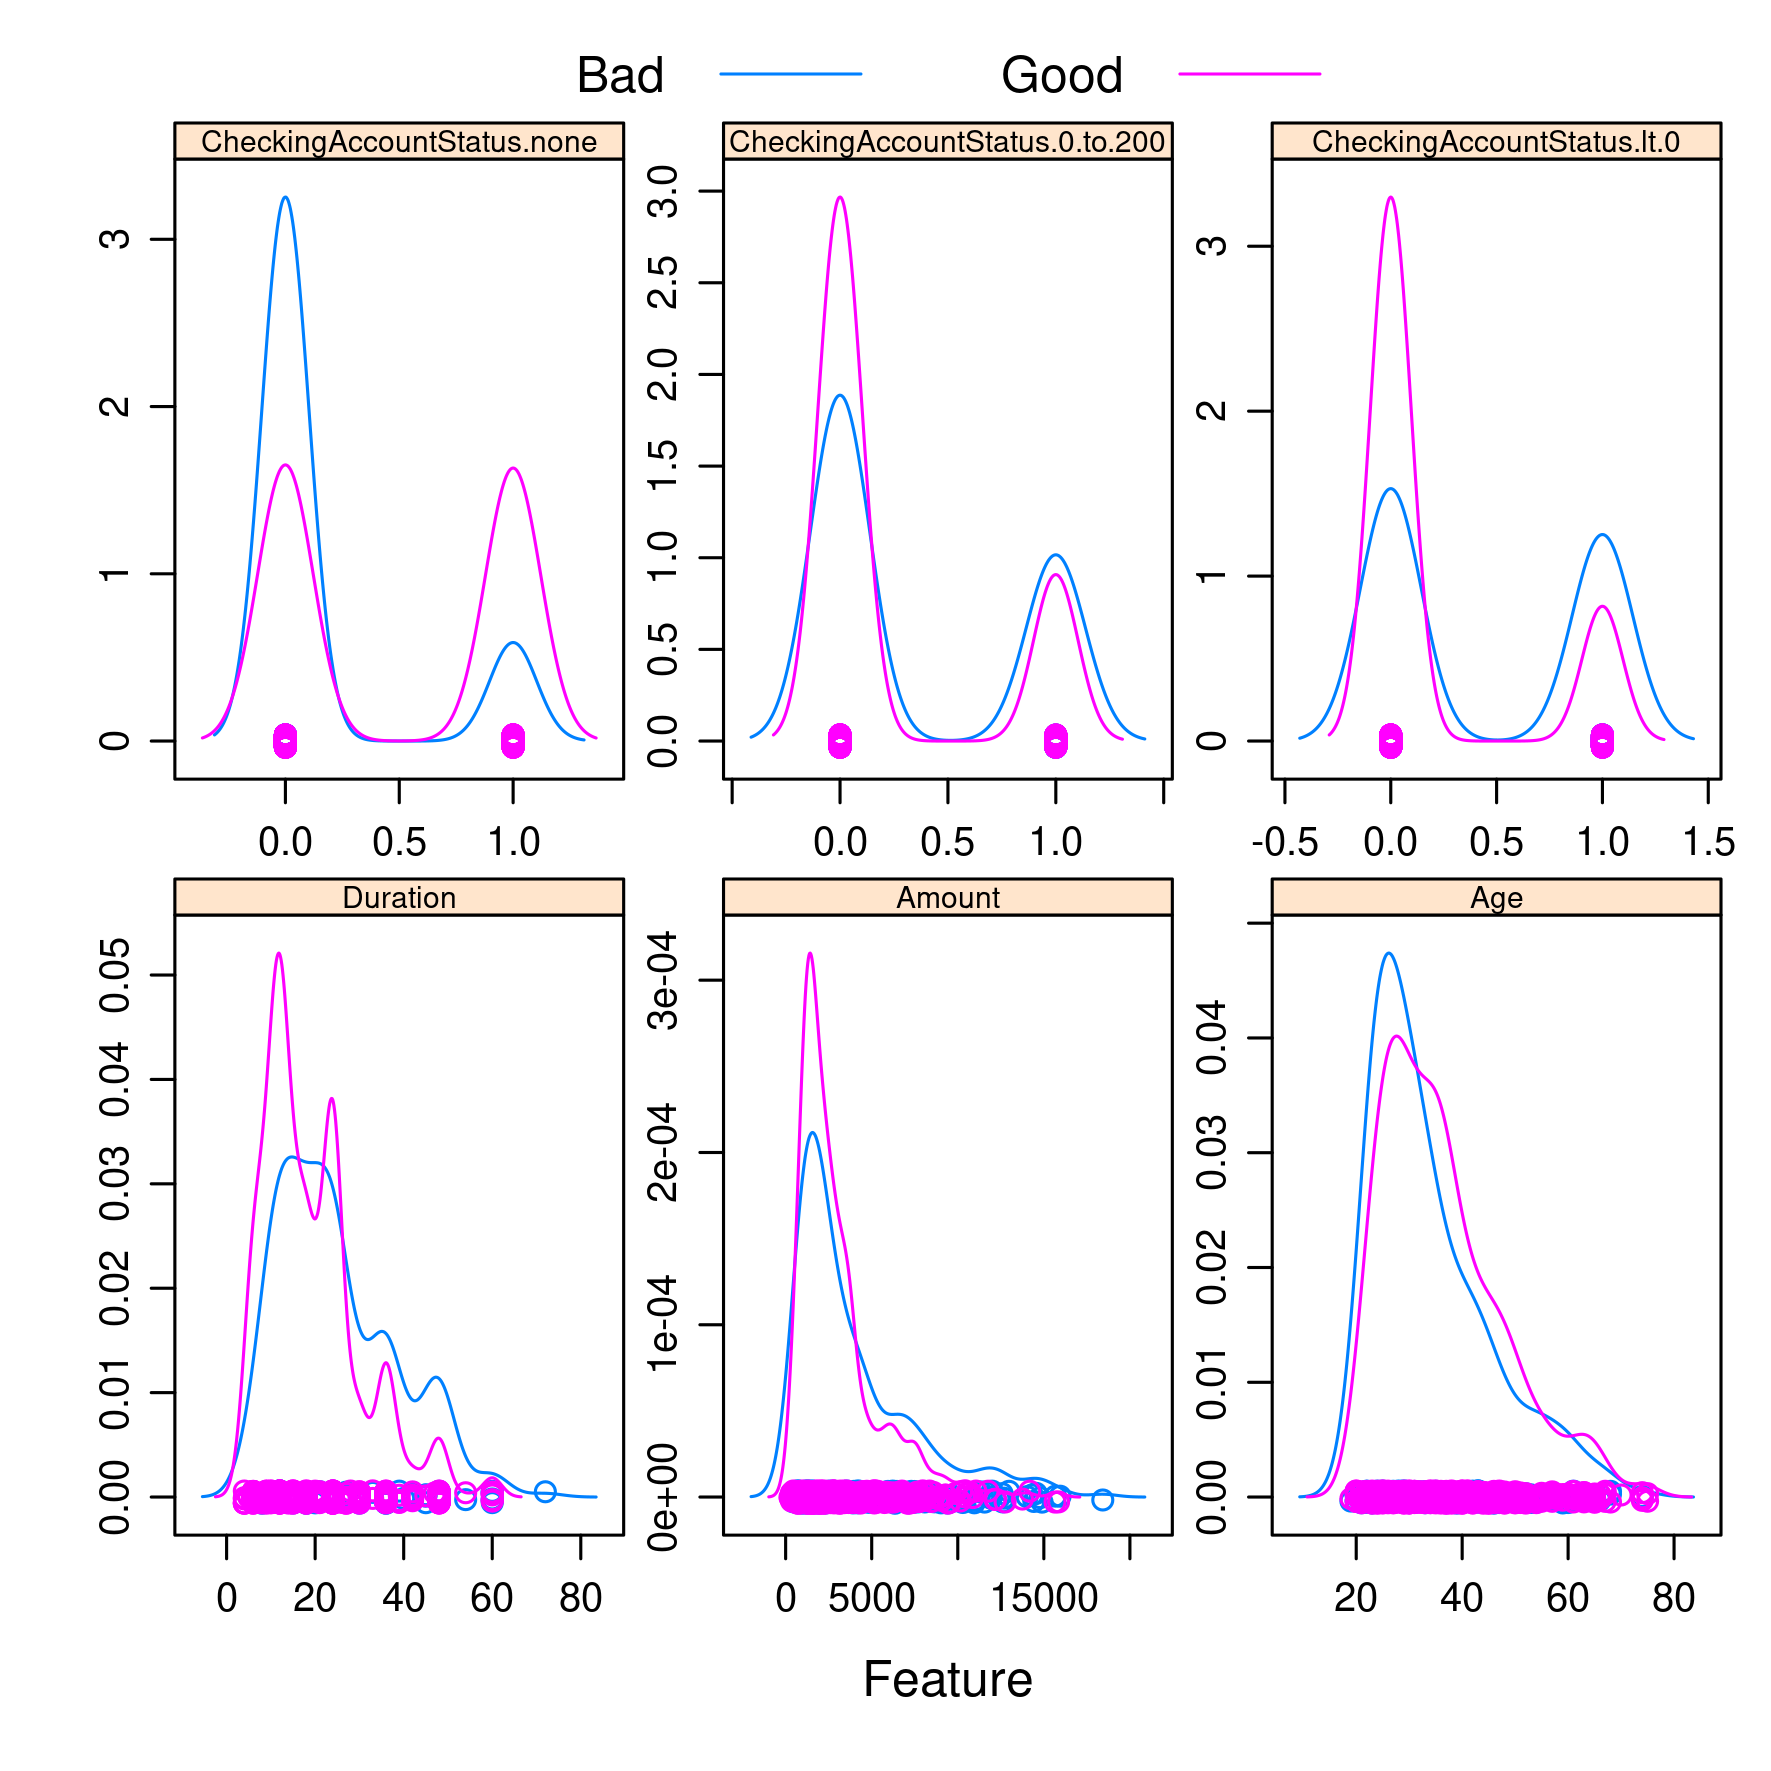 Bad Good
CheckingAccountStatus.none CheckingAccountStatus.0.to.200 CheckingAccountStatus.lt.0
0 1 2 3
0.0 0.5 1.0 1.5 2.0 2.5 3.0
0 1 2 3
0.0 0.5 1.0
0.0 0.5 1.0
-0.5 0.0 0.5 1.0 1.5
Duration Amount Age
0.00 0.01 0.02 0.03 0.04 0.05
0e+00 1e-04 2e-04 3e-04
0.00 0.01 0.02 0.03 0.04
0 20 40 60 80
0 5000 15000
20 40 60 80
Feature